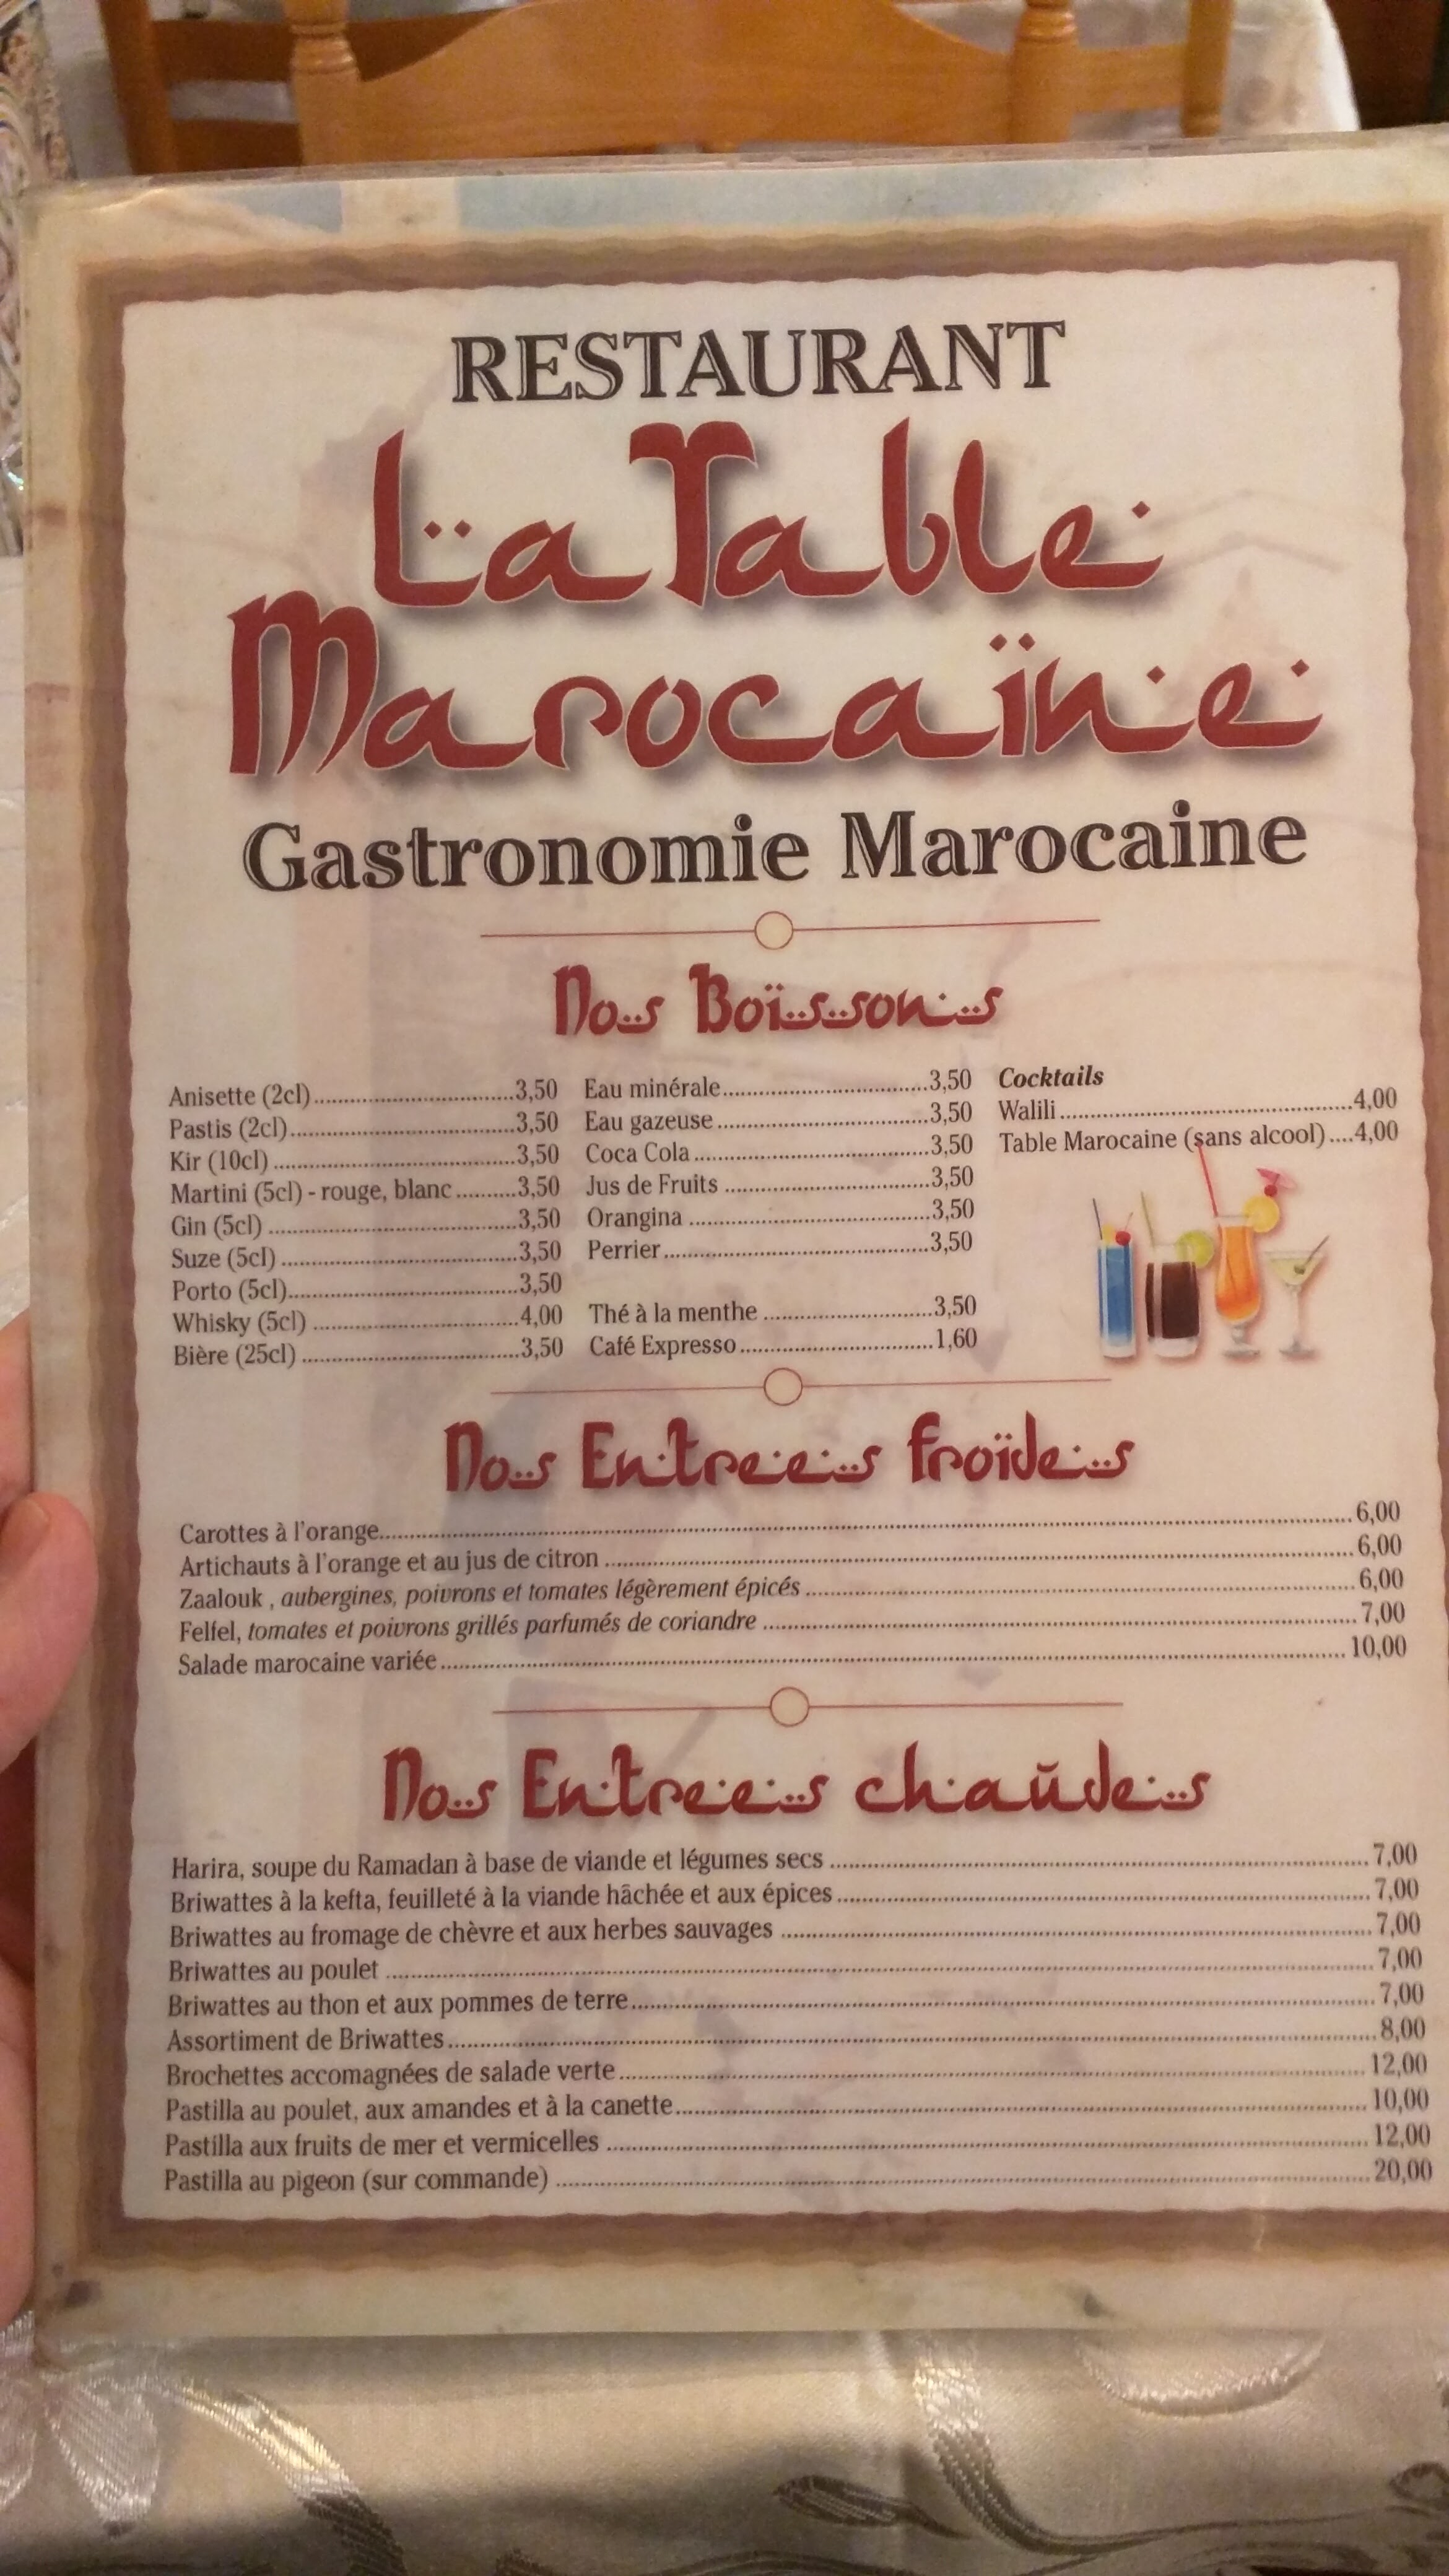 RESTAURANT
La Table
Marocaïne
Gastronomie Marocaine
Nos Boïssons
Anisette (2cl)..............................3,50
Pastis (2cl)..............................3,50
Kir (10cl)..............................3,50
Martini (5cl) - rouge, blanc..........3,50
Gin (5cl)..............................3,50
Suze (5cl)..............................3,50
Porto (5cl)..............................3,50
Whisky (5cl)..............................4,00
Bière (25cl)..............................3,50
Eau minérale..............................3,50
Eau gazeuse..............................3,50
Coca Cola..............................3,50
Jus de Fruits..............................3,50
Orangina..............................3,50
Perrier..............................3,50
Thé à la menthe..............................3,50
Café Expresso..............................1,60
Cocktails
Walili..............................4,00
Table Marocaine (sans alcool)....4,00
Nos Entrees froïdes
Carottes à l'orange..............................6,00
Artichauts à l'orange et au jus de citron..............................6,00
Zaalouk , aubergines, poivrons et tomates légèrement épicés..............................6,00
Felfel, tomates et poivrons grillés parfumés de coriandre..............................7,00
Salade marocaine variée..............................10,00
Nos Entrees chaŭdes
Harira, soupe du Ramadan à base de viande et légumes secs..............................7,00
Briwattes à la kefta, feuilleté à la viande hâchée et aux épices..............................7,00
Briwattes au fromage de chèvre et aux herbes sauvages..............................7,00
Briwattes au poulet..............................7,00
Briwattes au thon et aux pommes de terre..............................7,00
Assortiment de Briwattes..............................8,00
Brochettes accomagnées de salade verte..............................12,00
Pastilla au poulet, aux amandes et à la canette..............................10,00
Pastilla aux fruits de mer et vermicelles..............................12,00
Pastilla au pigeon (sur commande)..............................20,00